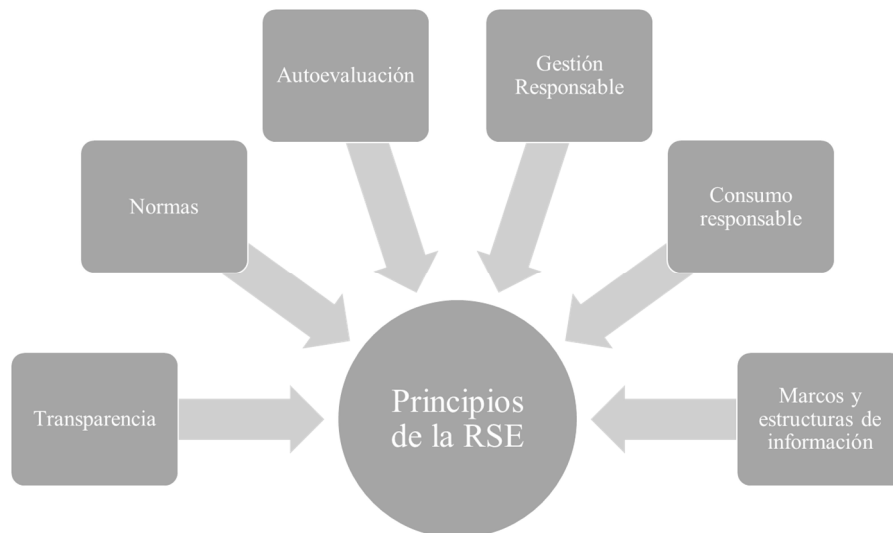 Autoevaluación
Gestión
Responsable
Normas
Consumo
responsable
Transparencia
Principios
de la RSE
Marcos y
estructuras de
información